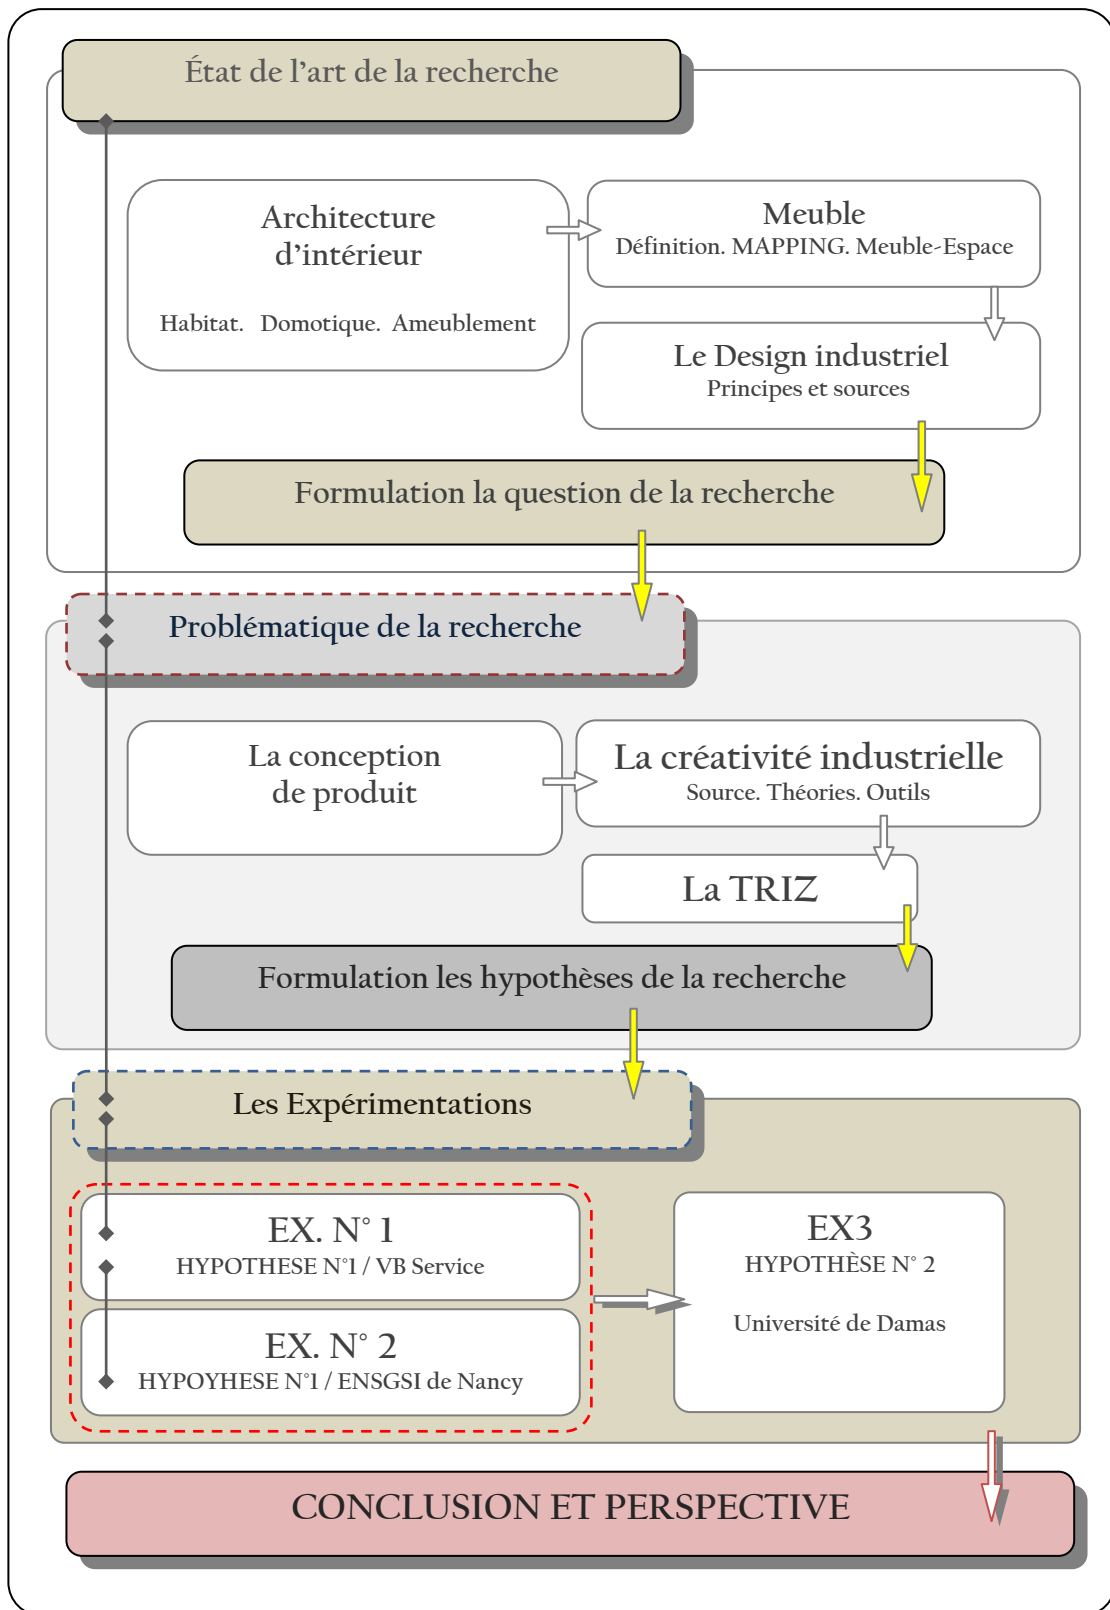 État de l’art de la recherche
Architecture
d’intérieur
Habitat. Domotique. Ameublement
Meuble
Définition. MAPPING. Meuble-Espace
Le Design industriel
Principes et sources
Formulation la question de la recherche
Problématique de la recherche
La conception
de produit
La créativité industrielle
Source. Théories. Outils
La TRIZ
Formulation les hypothèses de la recherche
Les Expérimentations
EX. N° 1
HYPOTHESE N°1 / VB Service
EX. N° 2
HYPOYHESE N°1 / ENSGSI de Nancy
EX3
HYPOTHÈSE N° 2
Université de Damas
CONCLUSION ET PERSPECTIVE